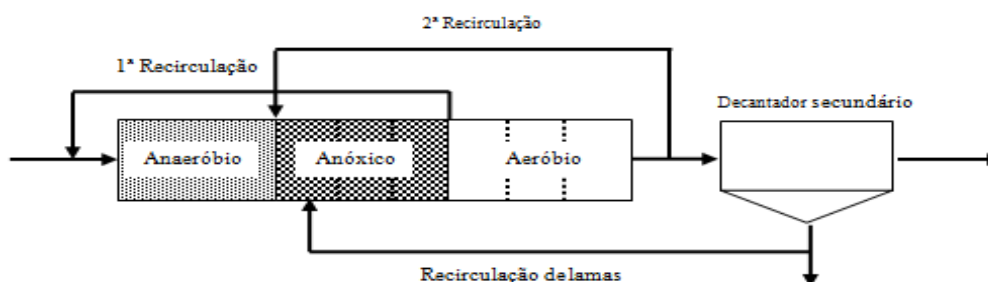 2ª Recirculação
1ª Recirculação
Decantador secundário
Anaeróbio
Anóxico
Aeróbio
Recirculação de lamas